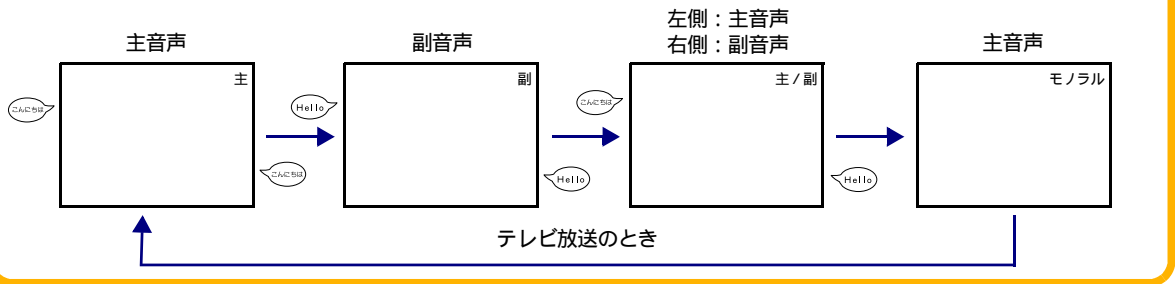 主音声
副音声
左側：主音声
右側：副音声
主音声
主
副
主/副
モノラル
こんにちは
こんにちは
Hello
Hello
こんにちは
Hello
テレビ放送のとき